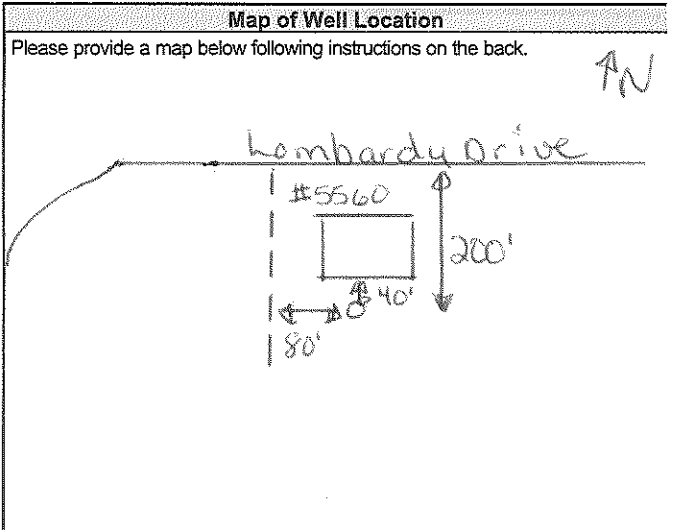 Map of Well Location
Please provide a map below following instructions on the back.
N
Lombardy Drive
#5560
200'
40'
80'